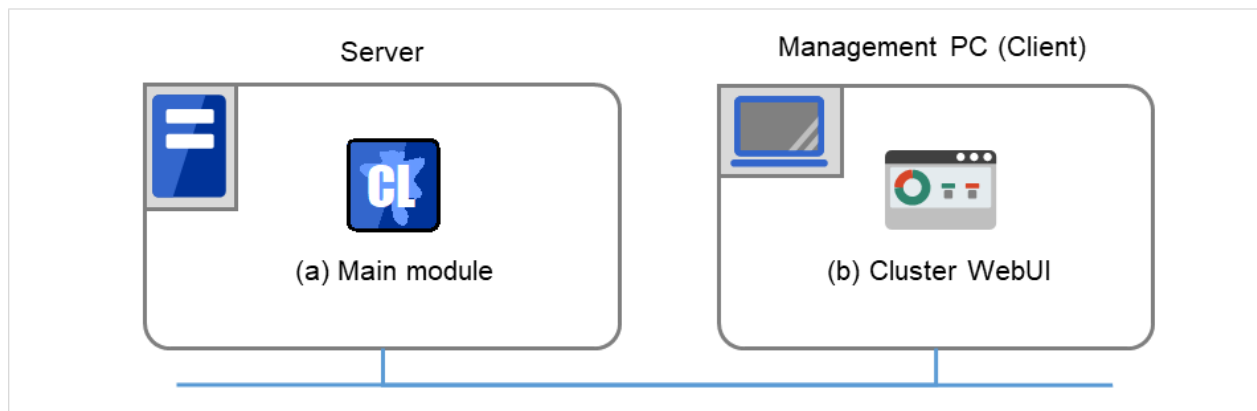 Server
Management PC (Client)
CL
(a) Main module
(b) Cluster WebUI